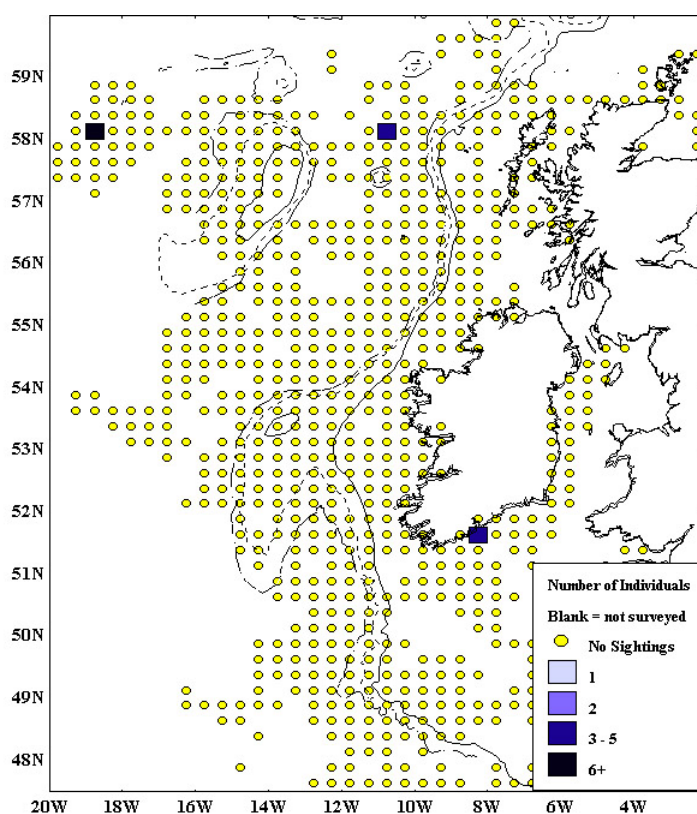 59N
58N
57N
56N
55N
54N
53N
52N
51N
50N
49N
48N
Number of Individuals
Blank = not surveyed
No Sightings
1
2
3 - 5
6+
20W 18W 16W 14W 12W 10W 8W 6W 4W